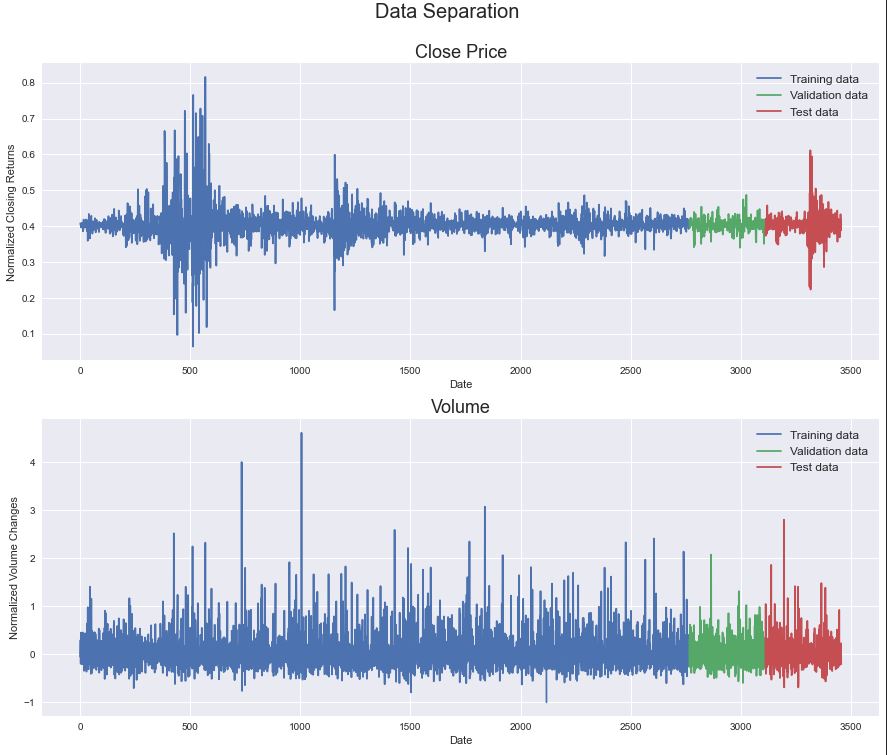 Data Separation
Close Price
Normalized Closing Returns
0.8
0.7
0.6
0.5
0.4
0.3
0.2
0.1
Training data
Validation data
Test data
0 500 1000 1500 2000 2500 3000 3500
Date
Volume
Normalized Volume Changes
4
3
2
1
0
−1
Training data
Validation data
Test data
0 500 1000 1500 2000 2500 3000 3500
Date